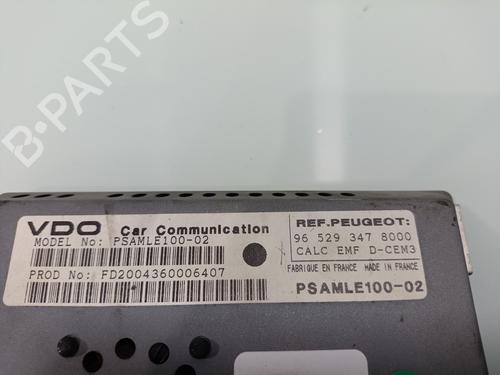 B-PARTS
VDO Car Communication
MODEL No: PSAMLE100-02
PROD No: FD2004360006407
REF.PEUGEOT:
96 529 347 8000
CALC EMF D-CEM3
FABRIQUE EN FRANCE MADE IN FRANCE
PSAMLE100-02